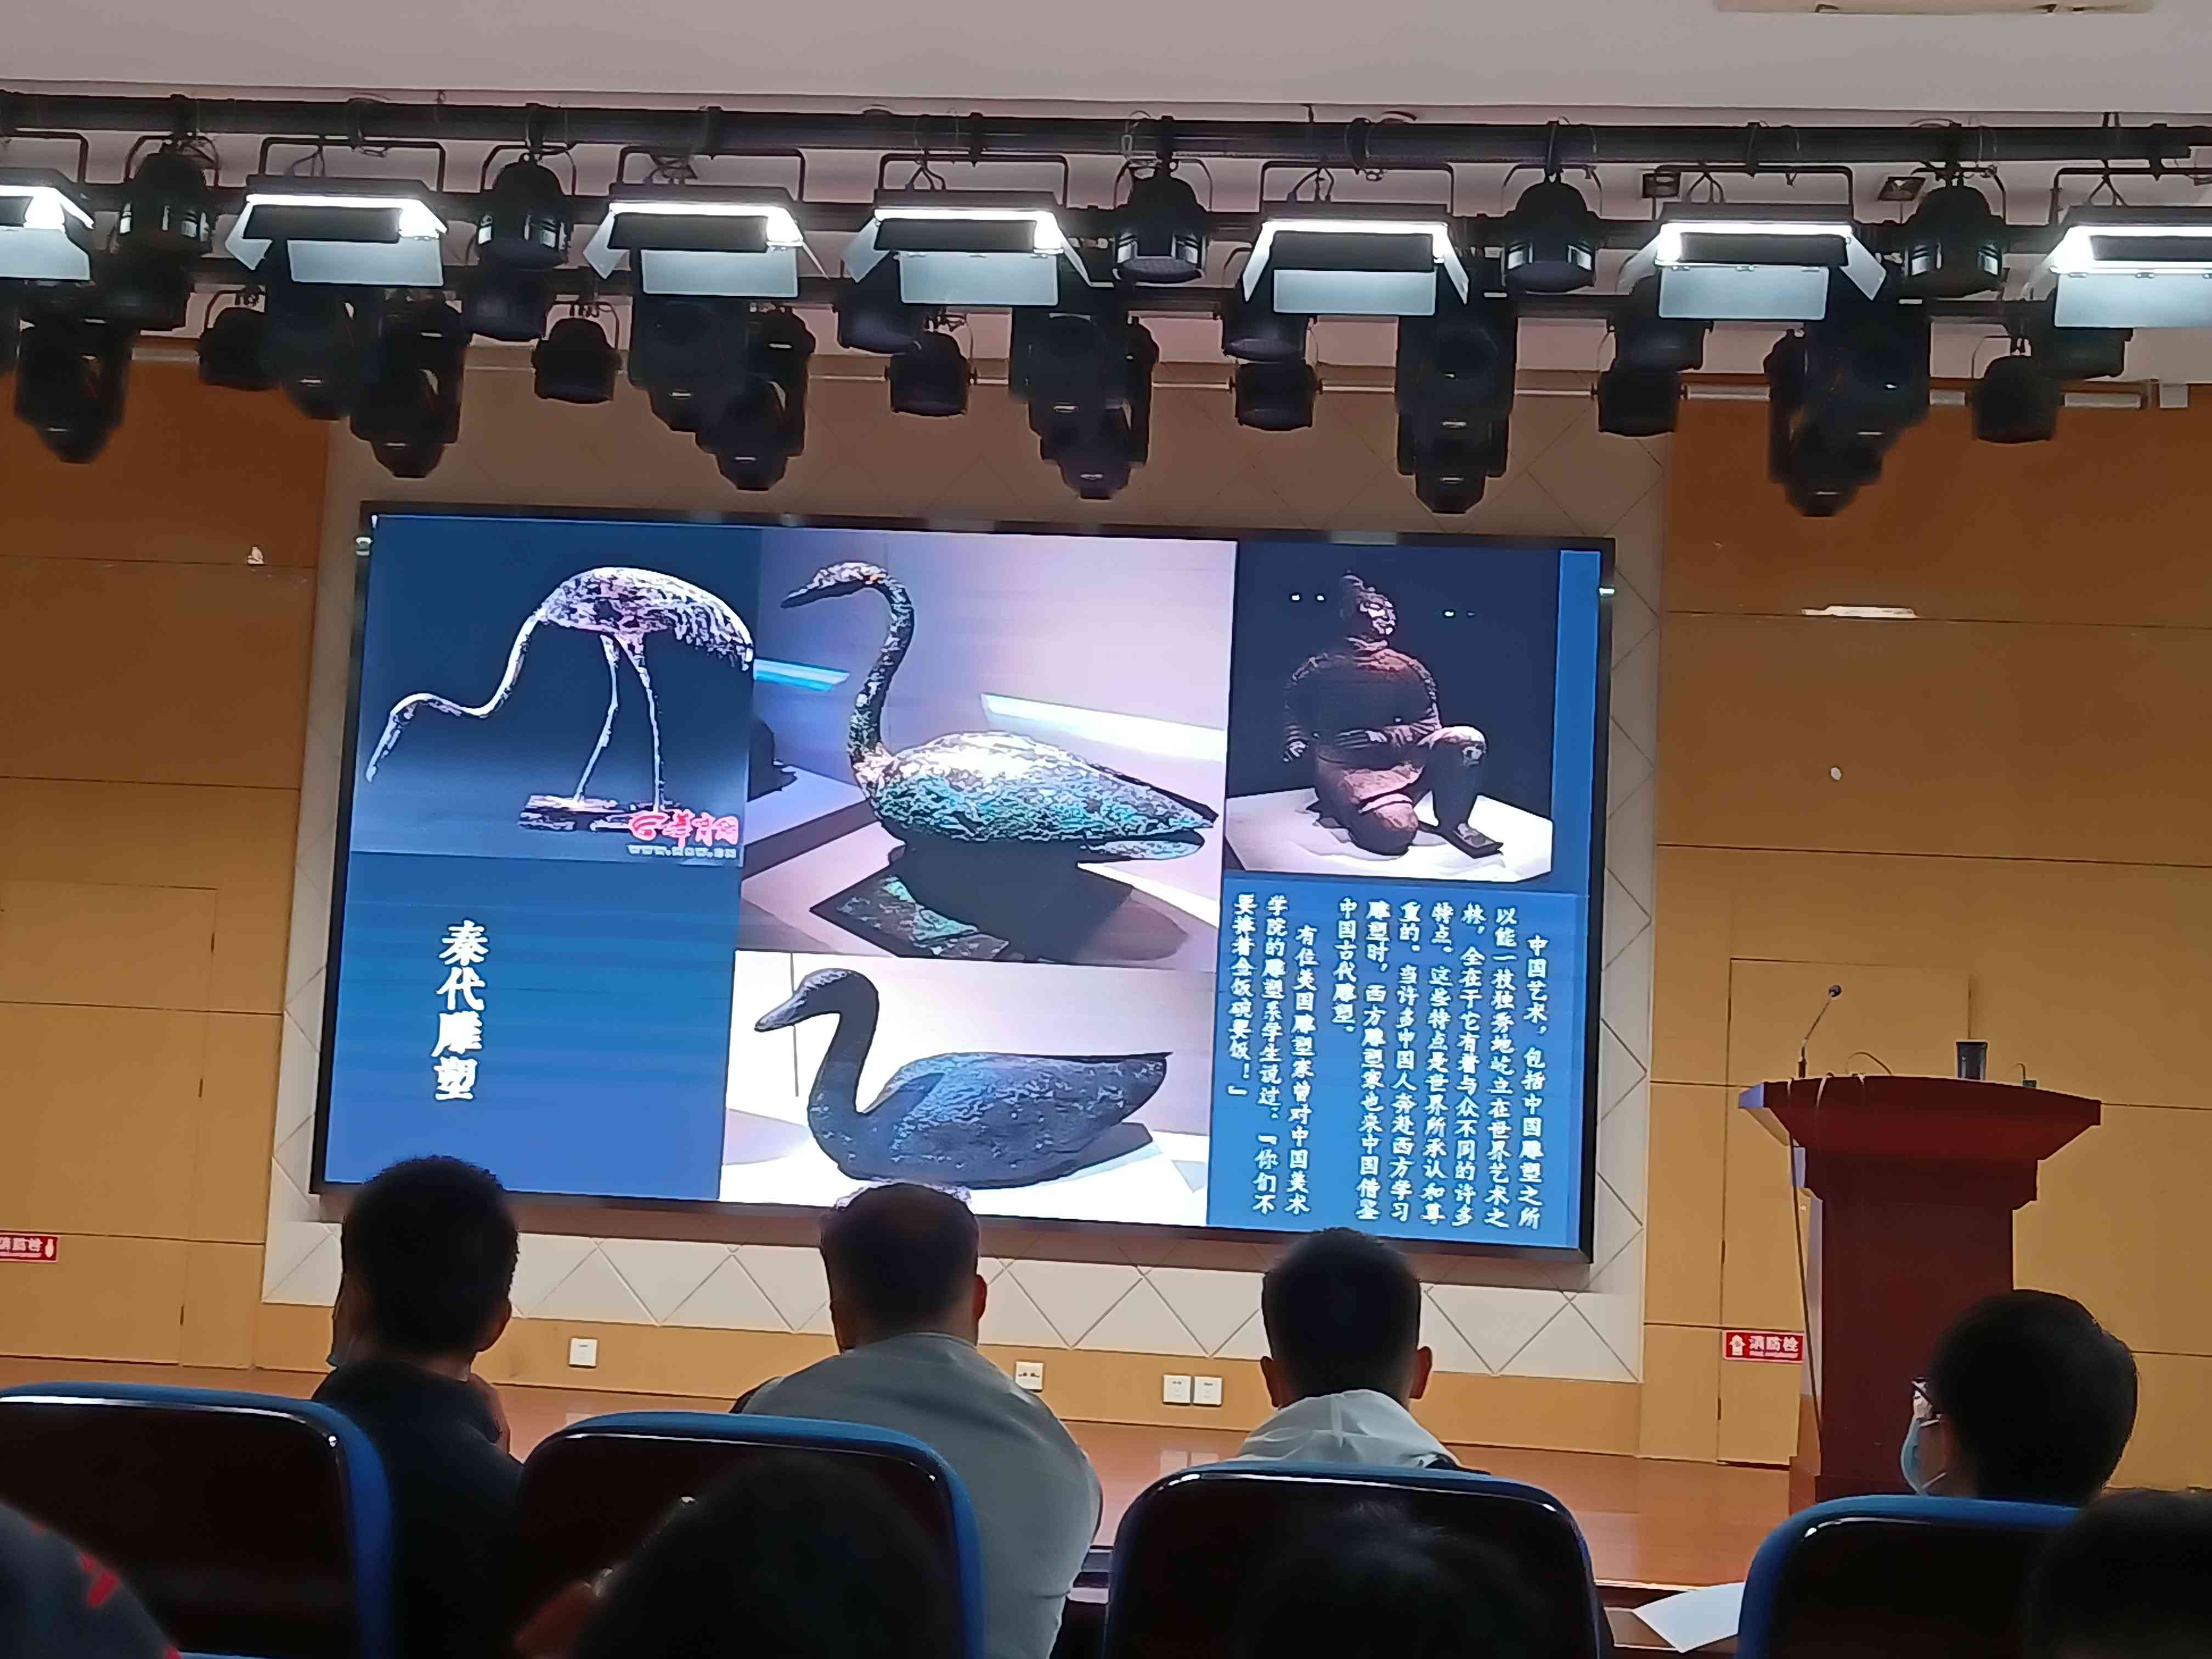 秦代雕塑
中国艺术，包括中国雕塑之所
以能一枝独秀地屹立在世界艺术之
林，全在于它有着与众不同的许多
特点。这些特点是世界所承认和尊
重的。当许多中国人奔赴西方学习
雕塑时，西方雕塑家也来中国借鉴
中国古代雕塑。
有位美国雕塑家曾对中国美术
学院的雕塑系学生说过：『你们不
要捧着金饭碗要饭！』
华商网
消防栓
消防栓